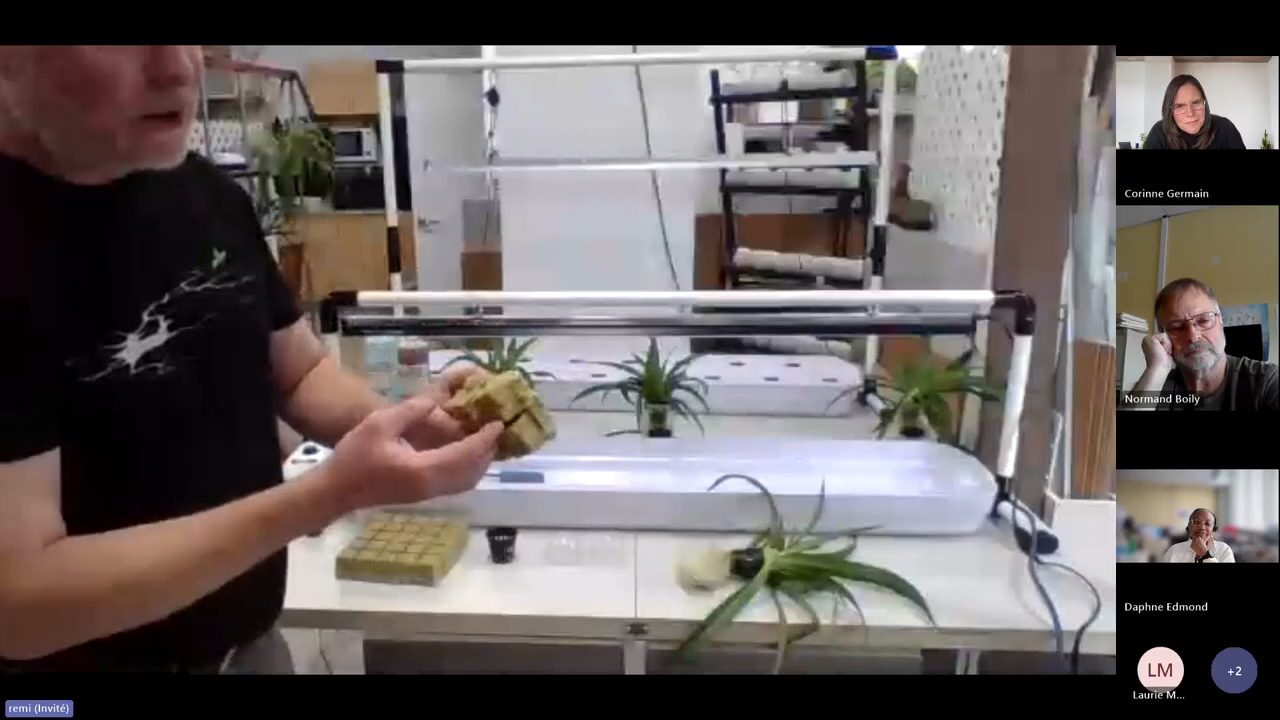 Corinne Germain
Normand Boily
Daphne Edmond
LM
+2
Laurie M...
remi (Invité)